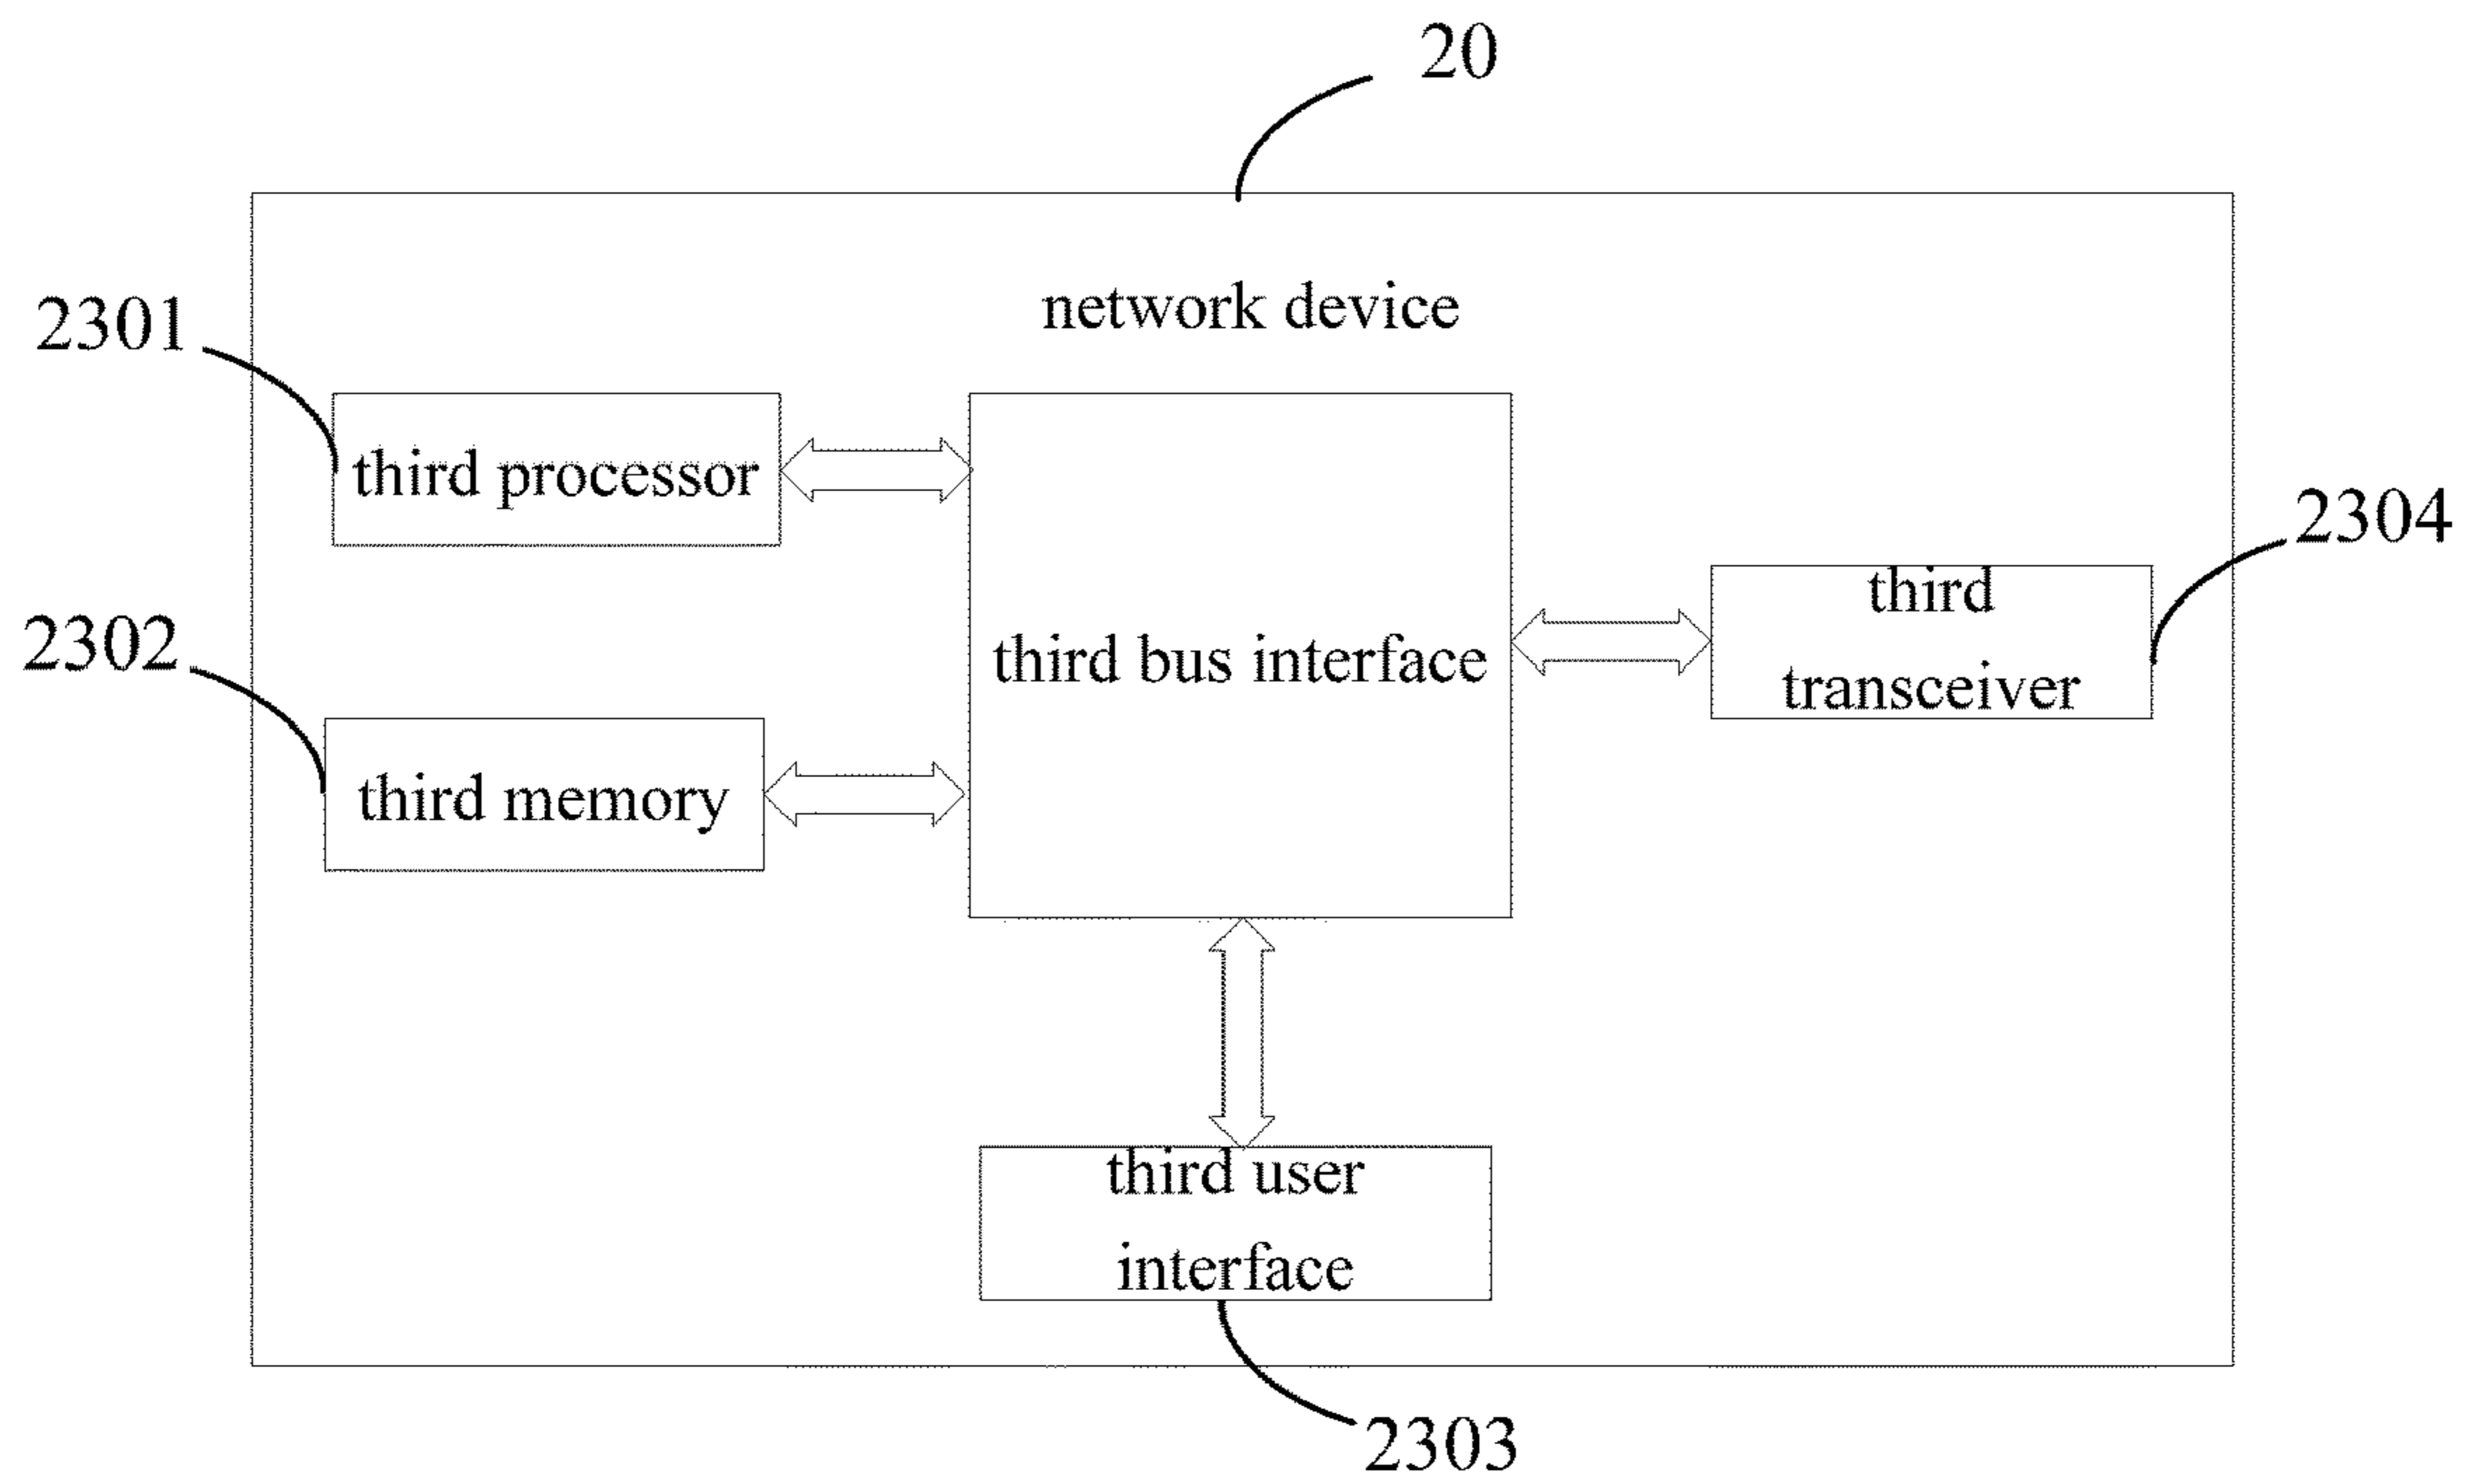 20
network device
2301
third processor
2304
third
transceiver
third bus interface
2302
third memory
third user
interface
2303